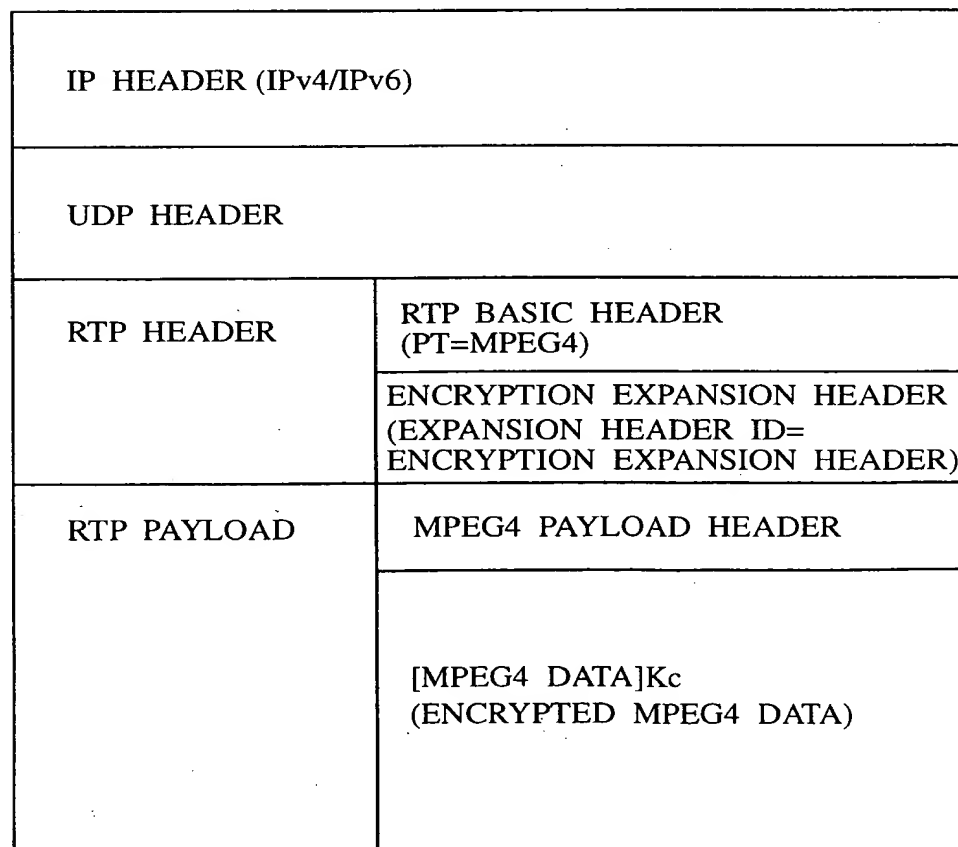 IP HEADER (IPv4/IPv6)
UDP HEADER
RTP HEADER
RTP BASIC HEADER
(PT=MPEG4)
ENCRYPTION EXPANSION HEADER
(EXPANSION HEADER ID=
ENCRYPTION EXPANSION HEADER)
RTP PAYLOAD
MPEG4 PAYLOAD HEADER
[MPEG4 DATA]Kc
(ENCRYPTED MPEG4 DATA)